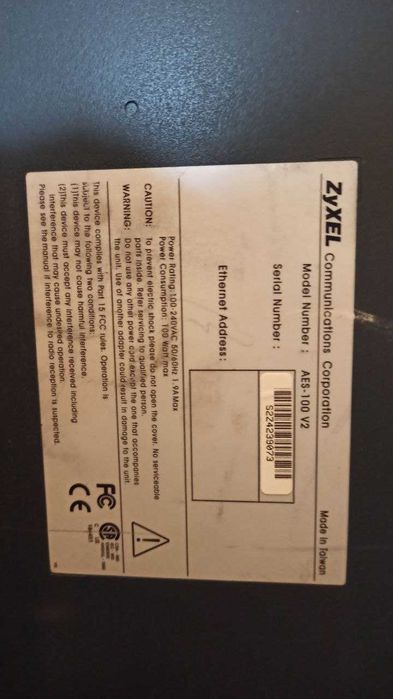 ZyXEL Communications Corporation
Made in Taiwan
Model Number : AES-100 V2
Serial Number :
S224239073
Ethernet Address :
Power Rating:100-240VAC 50/60Hz 1.9AMax
Power Consumption: 100 Watt max
CAUTION: To prevent electric shock please do not open the cover. No serviceable
parts inside. Refer servicing to qualified person.
WARNING: Do not use any other power cord except the one that accompanies
the unit. Use of another adapter could result in damage to the unit.
This device complies with Part 15 FCC rules. Operation is
subject to the following two conditions:
(1)This device may not cause harmful interference.
(2)This device must accept any interference received including
interference that may cause undesired operation.
Please see the manual if interference to radio reception is suspected.
FC
CE